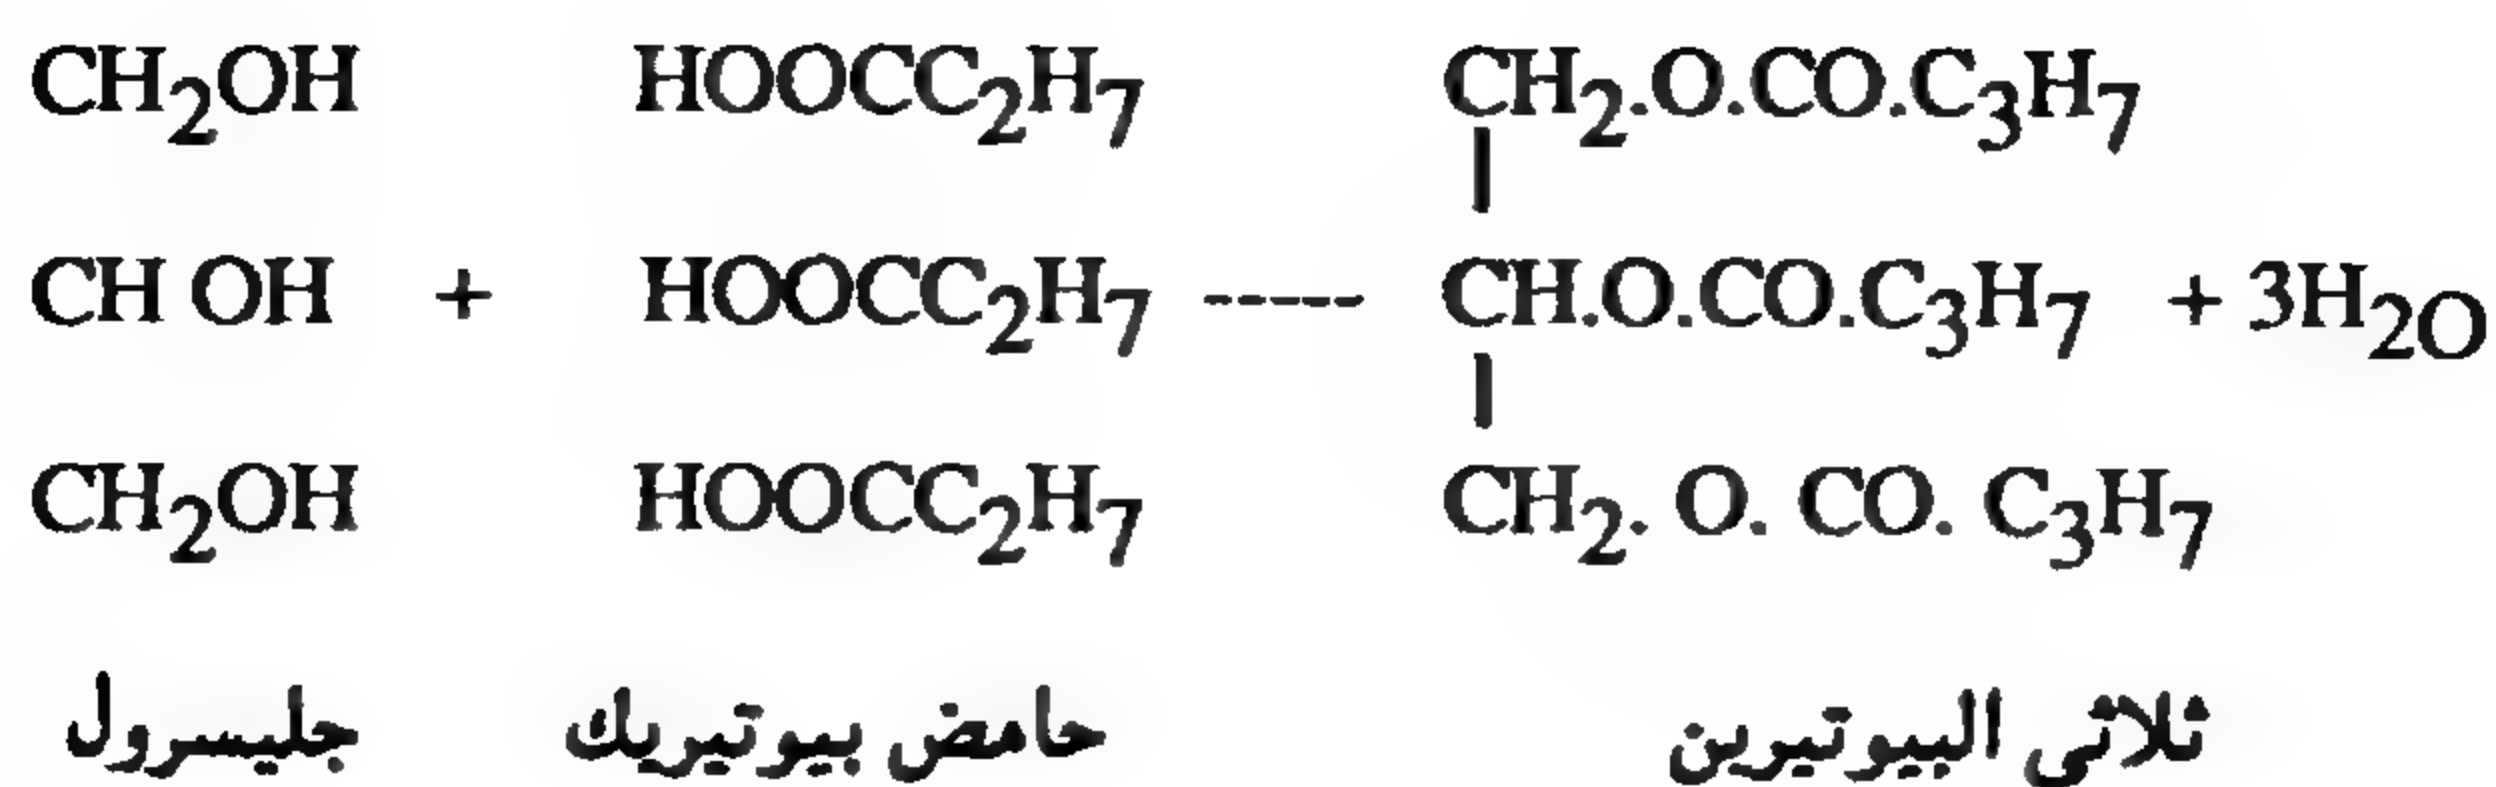 CH₂OH HOOCC₂H₇ CH₂.O.CO.C₃H₇
CH OH + HOOCC₂H₇ ----- CH.O.CO.C₃H₇ + 3H₂O
CH₂OH HOOCC₂H₇ CH₂. O. CO. C₃H₇
جليسرول حامض بيوتيريك ثلاثي البيوتيرين